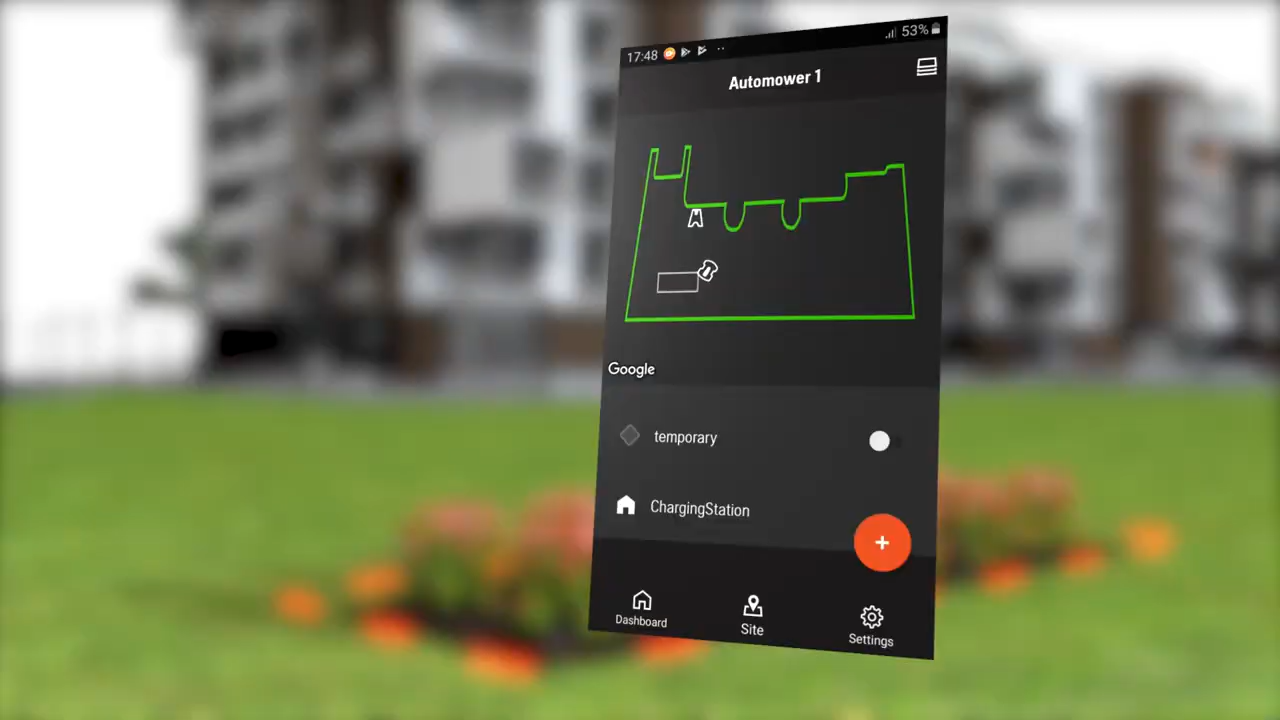 17:48
53%
Automower 1
Google
temporary
ChargingStation
+
Dashboard
Site
Settings